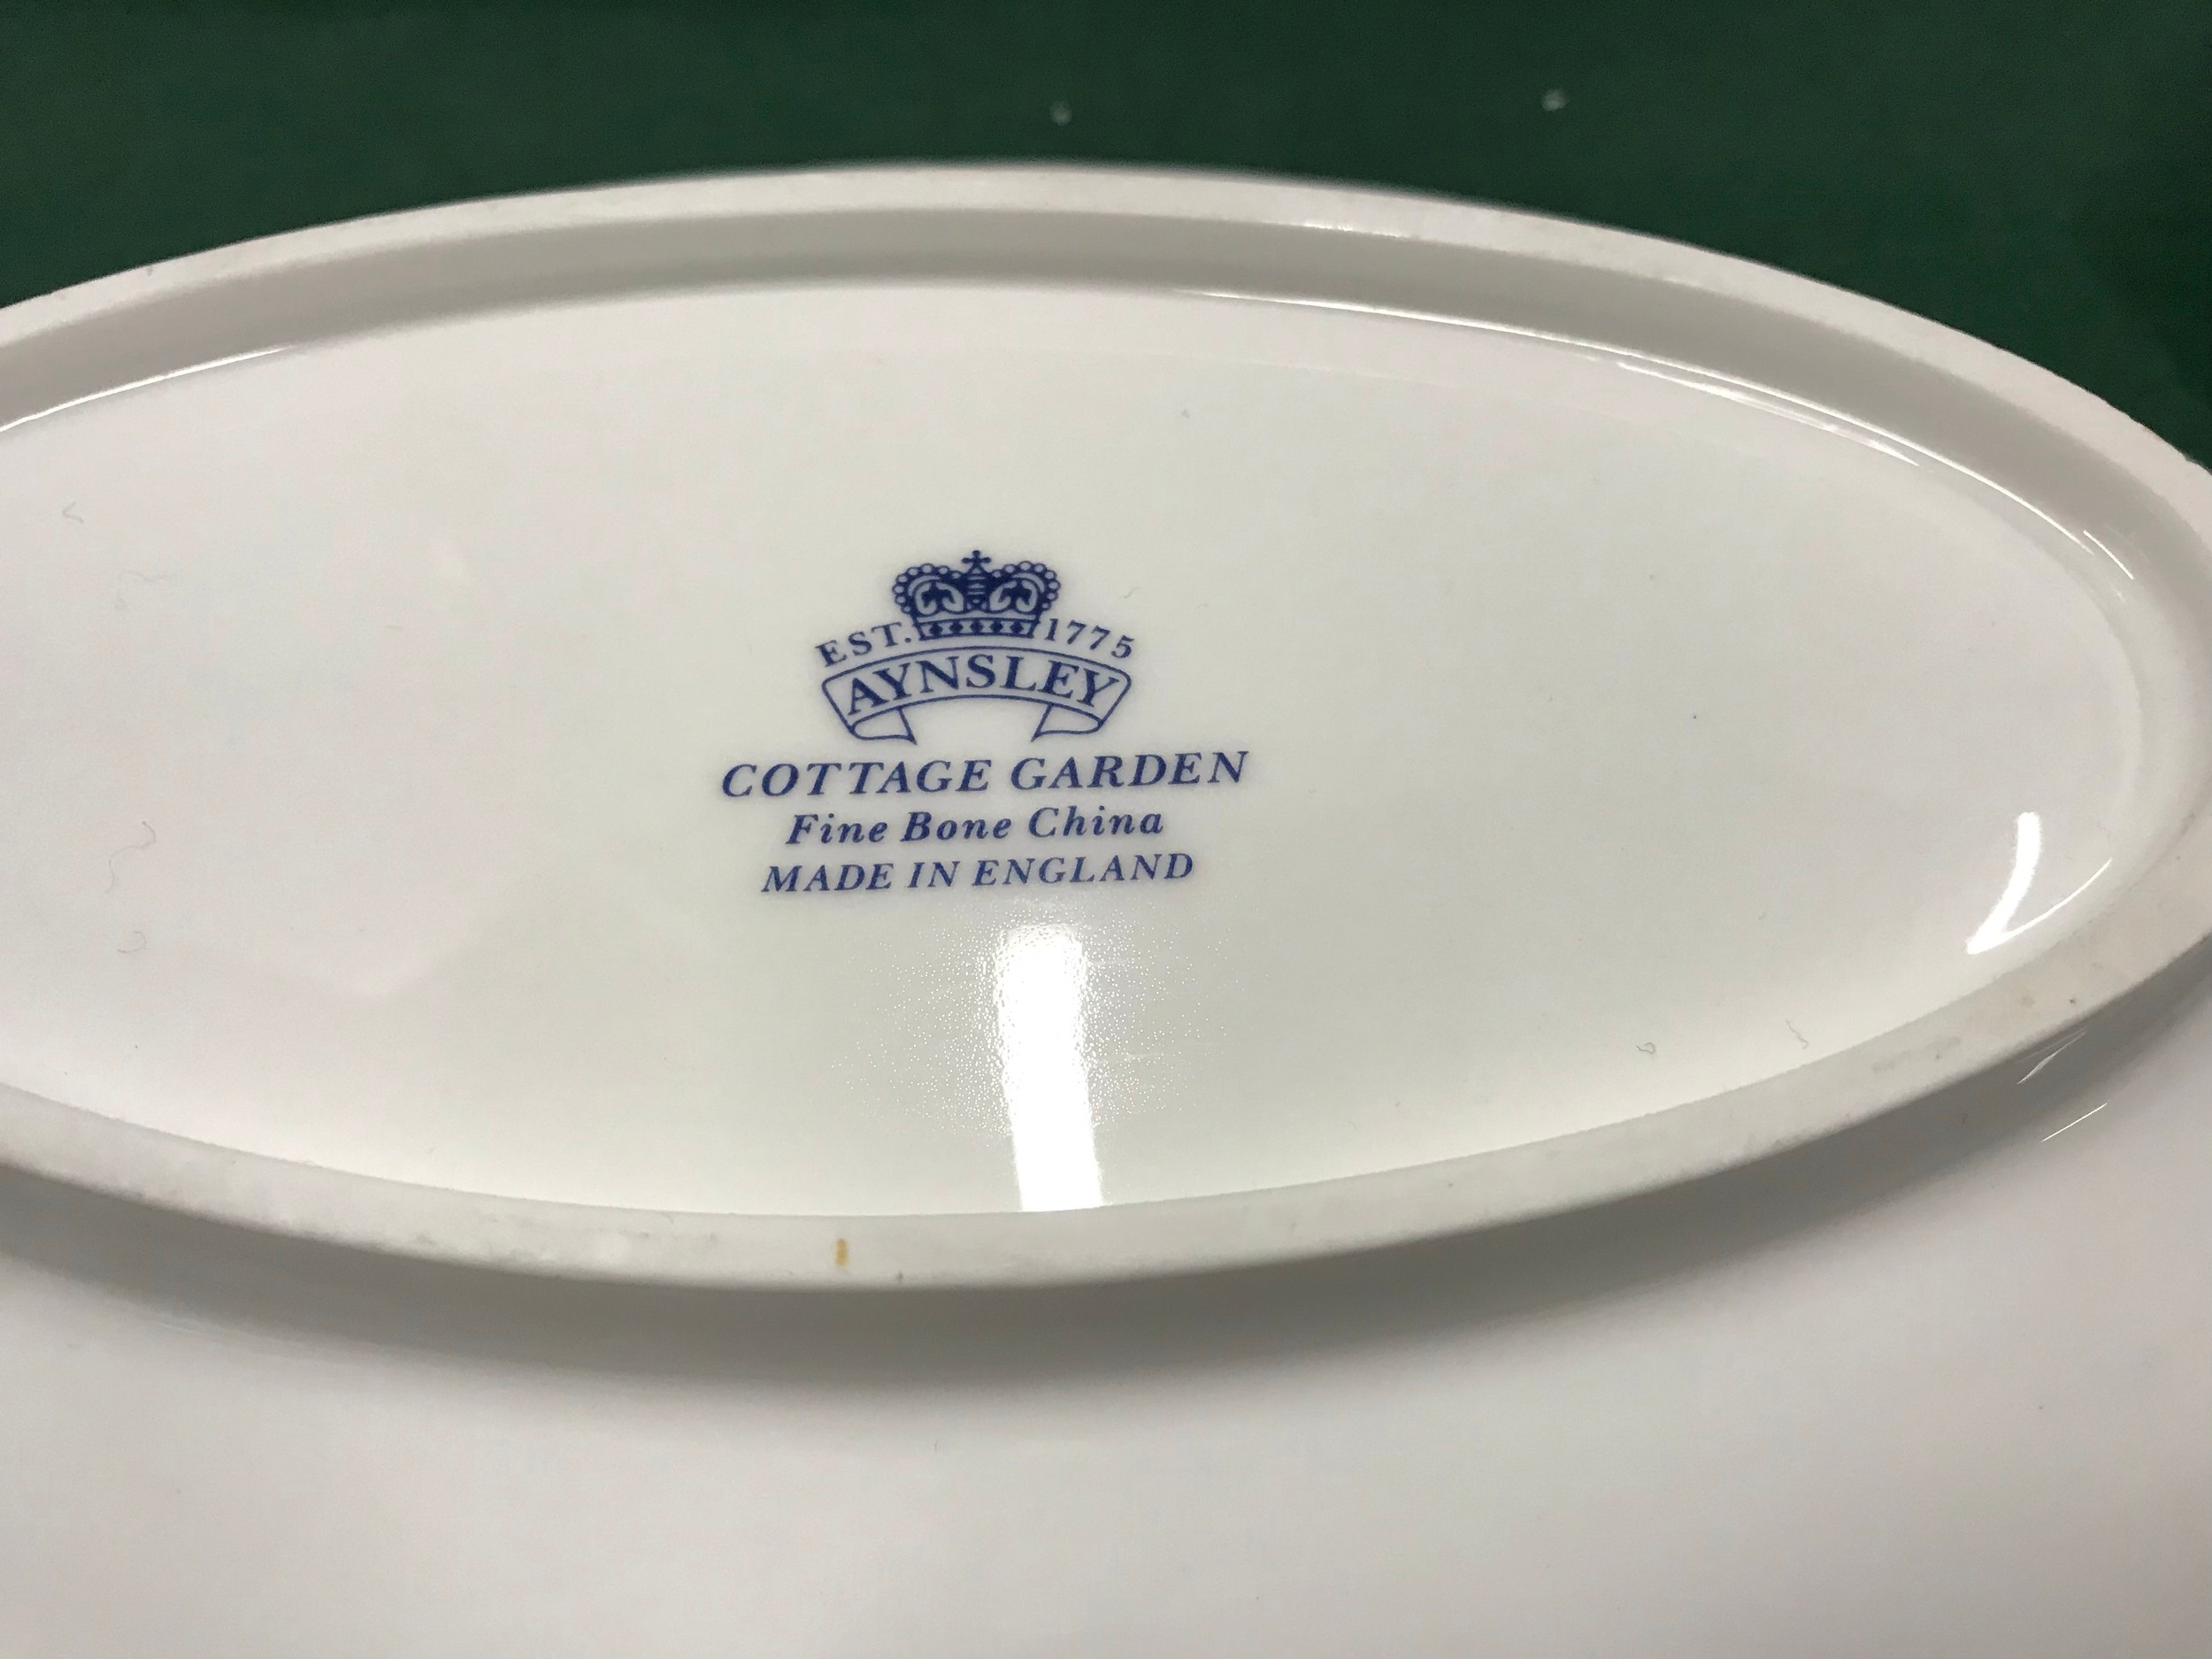 EST. 1775
AYNSLEY
COTTAGE GARDEN
Fine Bone China
MADE IN ENGLAND